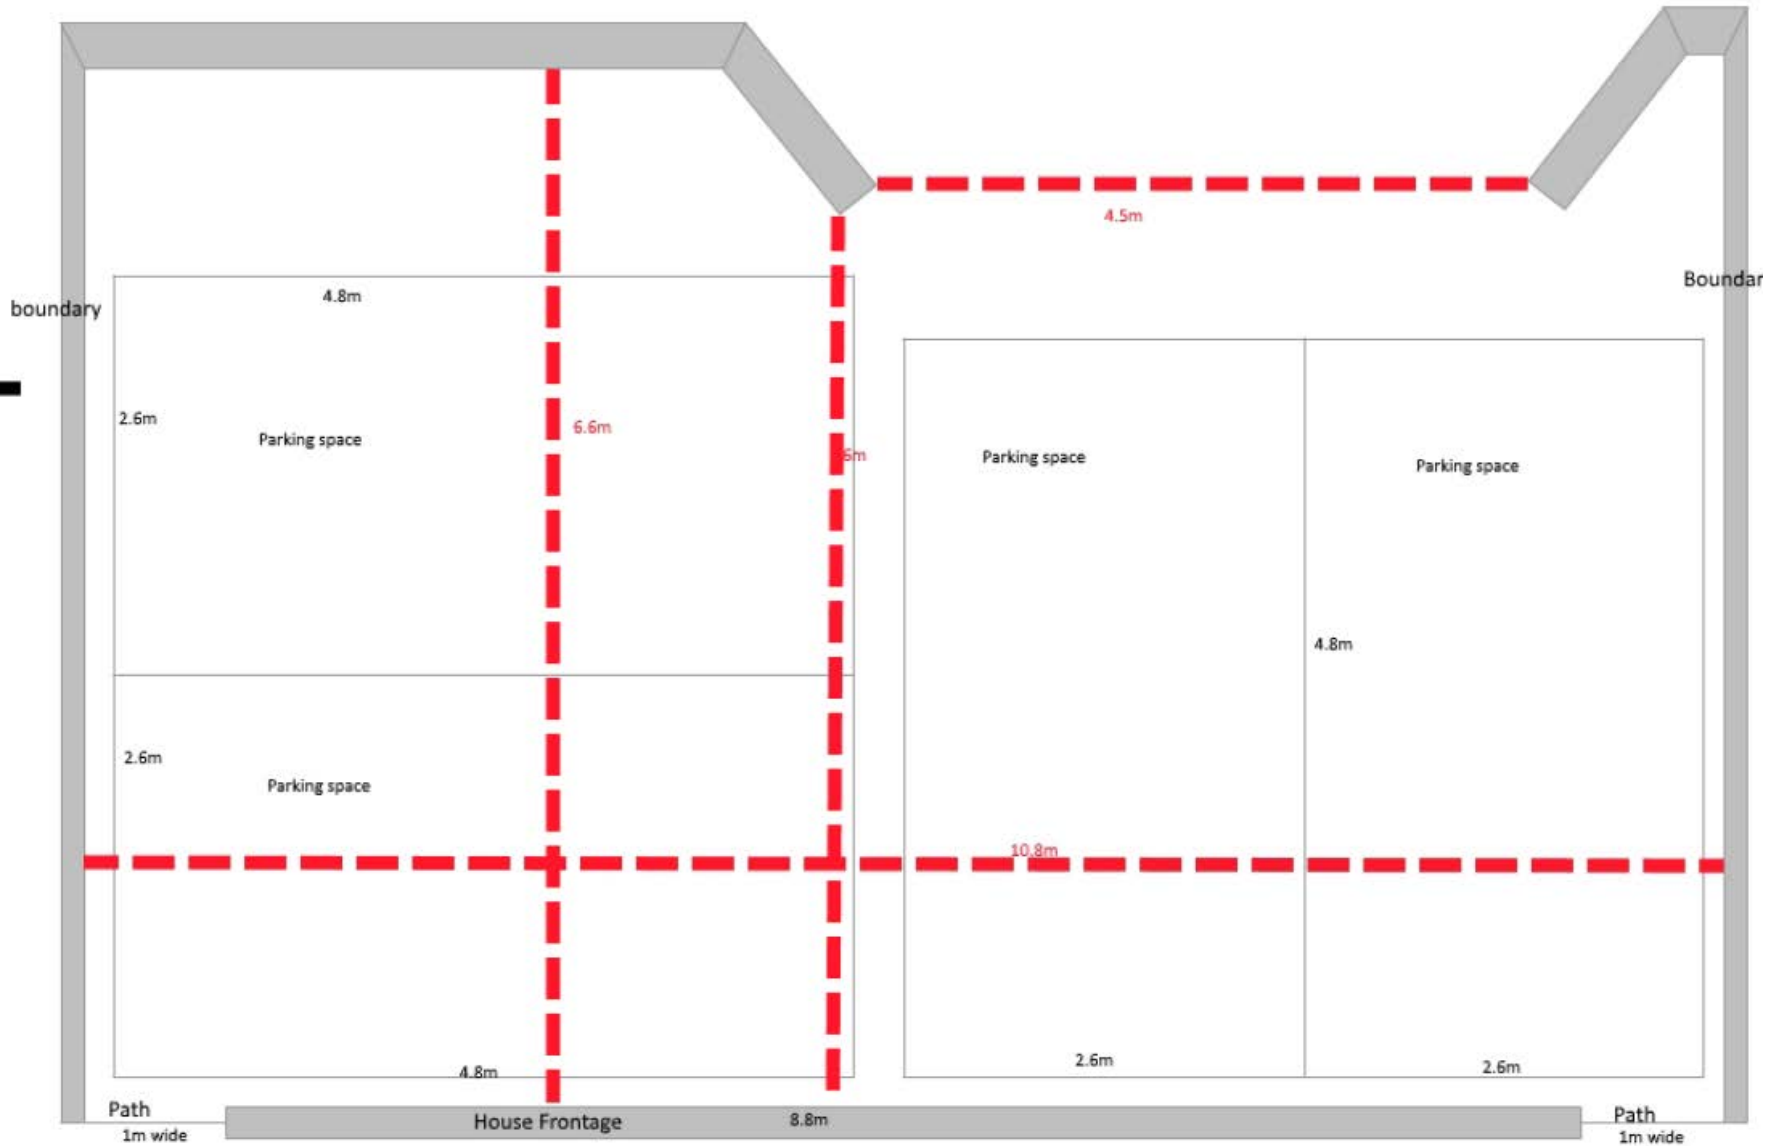 4.5m
Boundar
4.8m
boundary
2.6m
Parking space
6.6m
6m
Parking space
Parking space
4.8m
2.6m
Parking space
10.8m
4.8m
2.6m
2.6m
Path
1m wide
House Frontage
8.8m
Path
1m wide